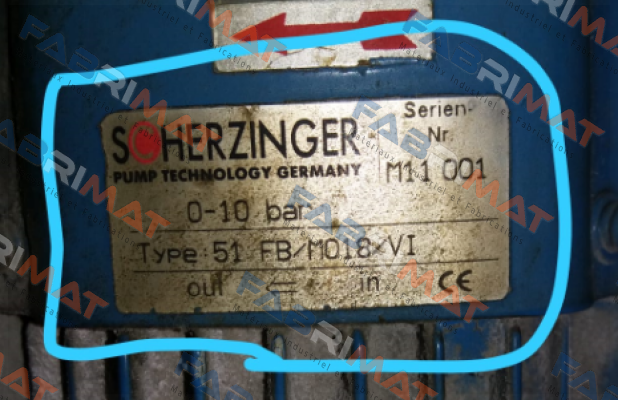 SCHERZINGER
PUMP TECHNOLOGY GERMANY
Serien-
Nr.
M11 001
0-10 bar
Type 51 FB/M018/VI
out ⇐ in CE
FABRIMAT